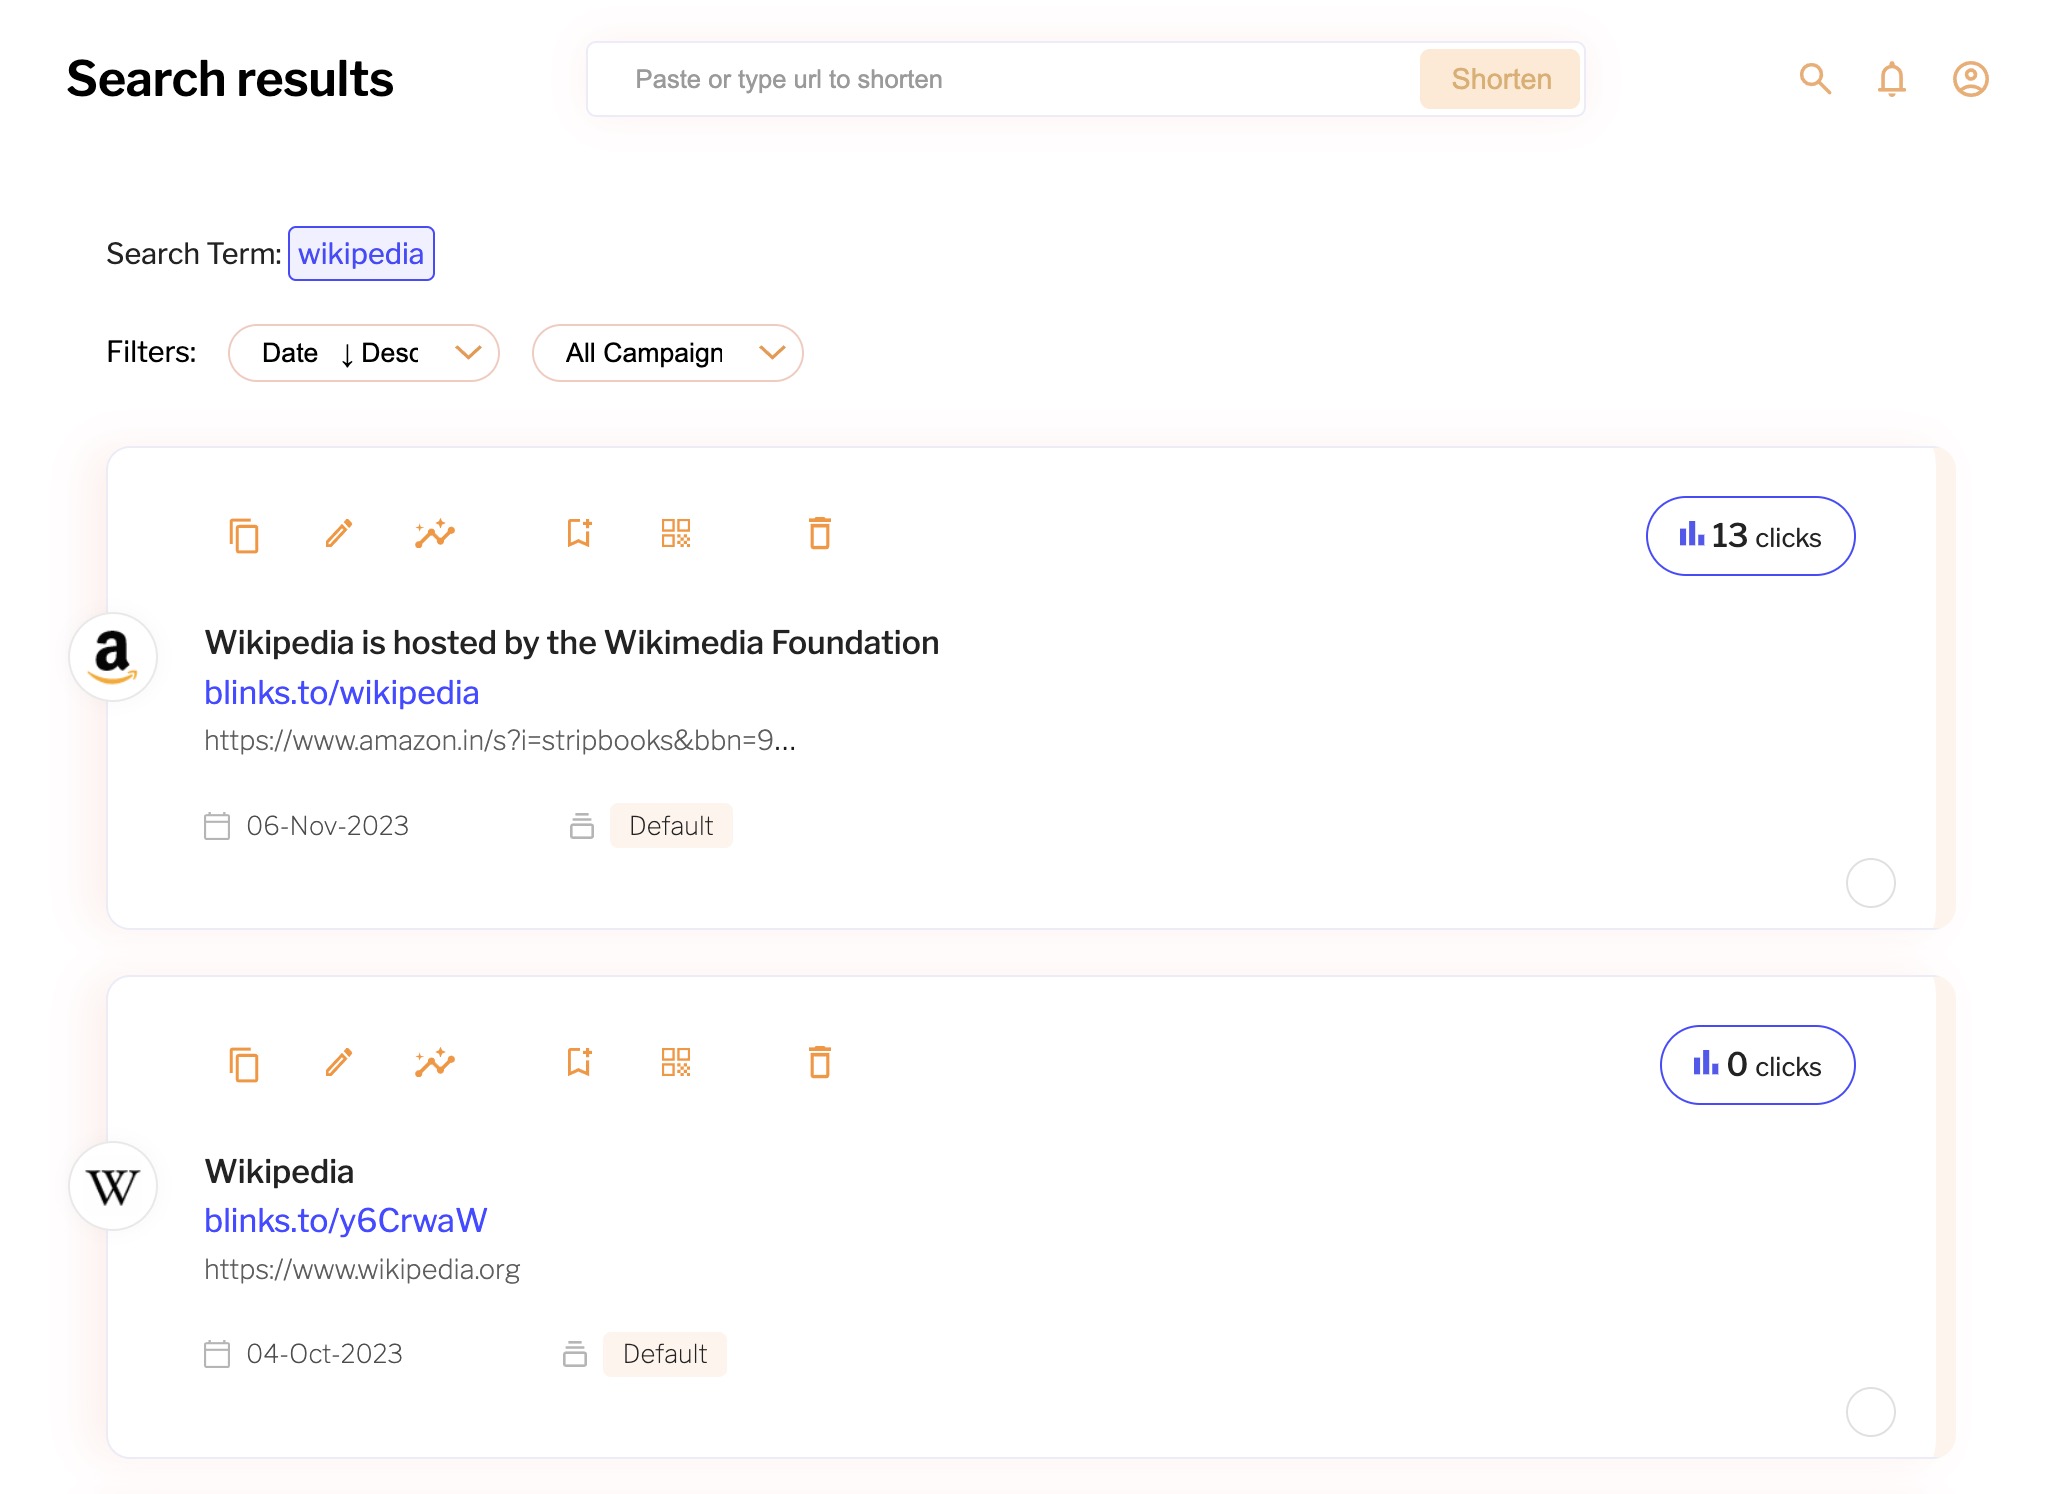 Search results
Paste or type url to shorten
Shorten
Search Term: wikipedia
Filters:
Date ↓ Desc
All Campaign
13 clicks
a
Wikipedia is hosted by the Wikimedia Foundation
blinks.to/wikipedia
https://www.amazon.in/s?i=stripbooks&bbn=9...
06-Nov-2023
Default
0 clicks
W
Wikipedia
blinks.to/y6CrwaW
https://www.wikipedia.org
04-Oct-2023
Default